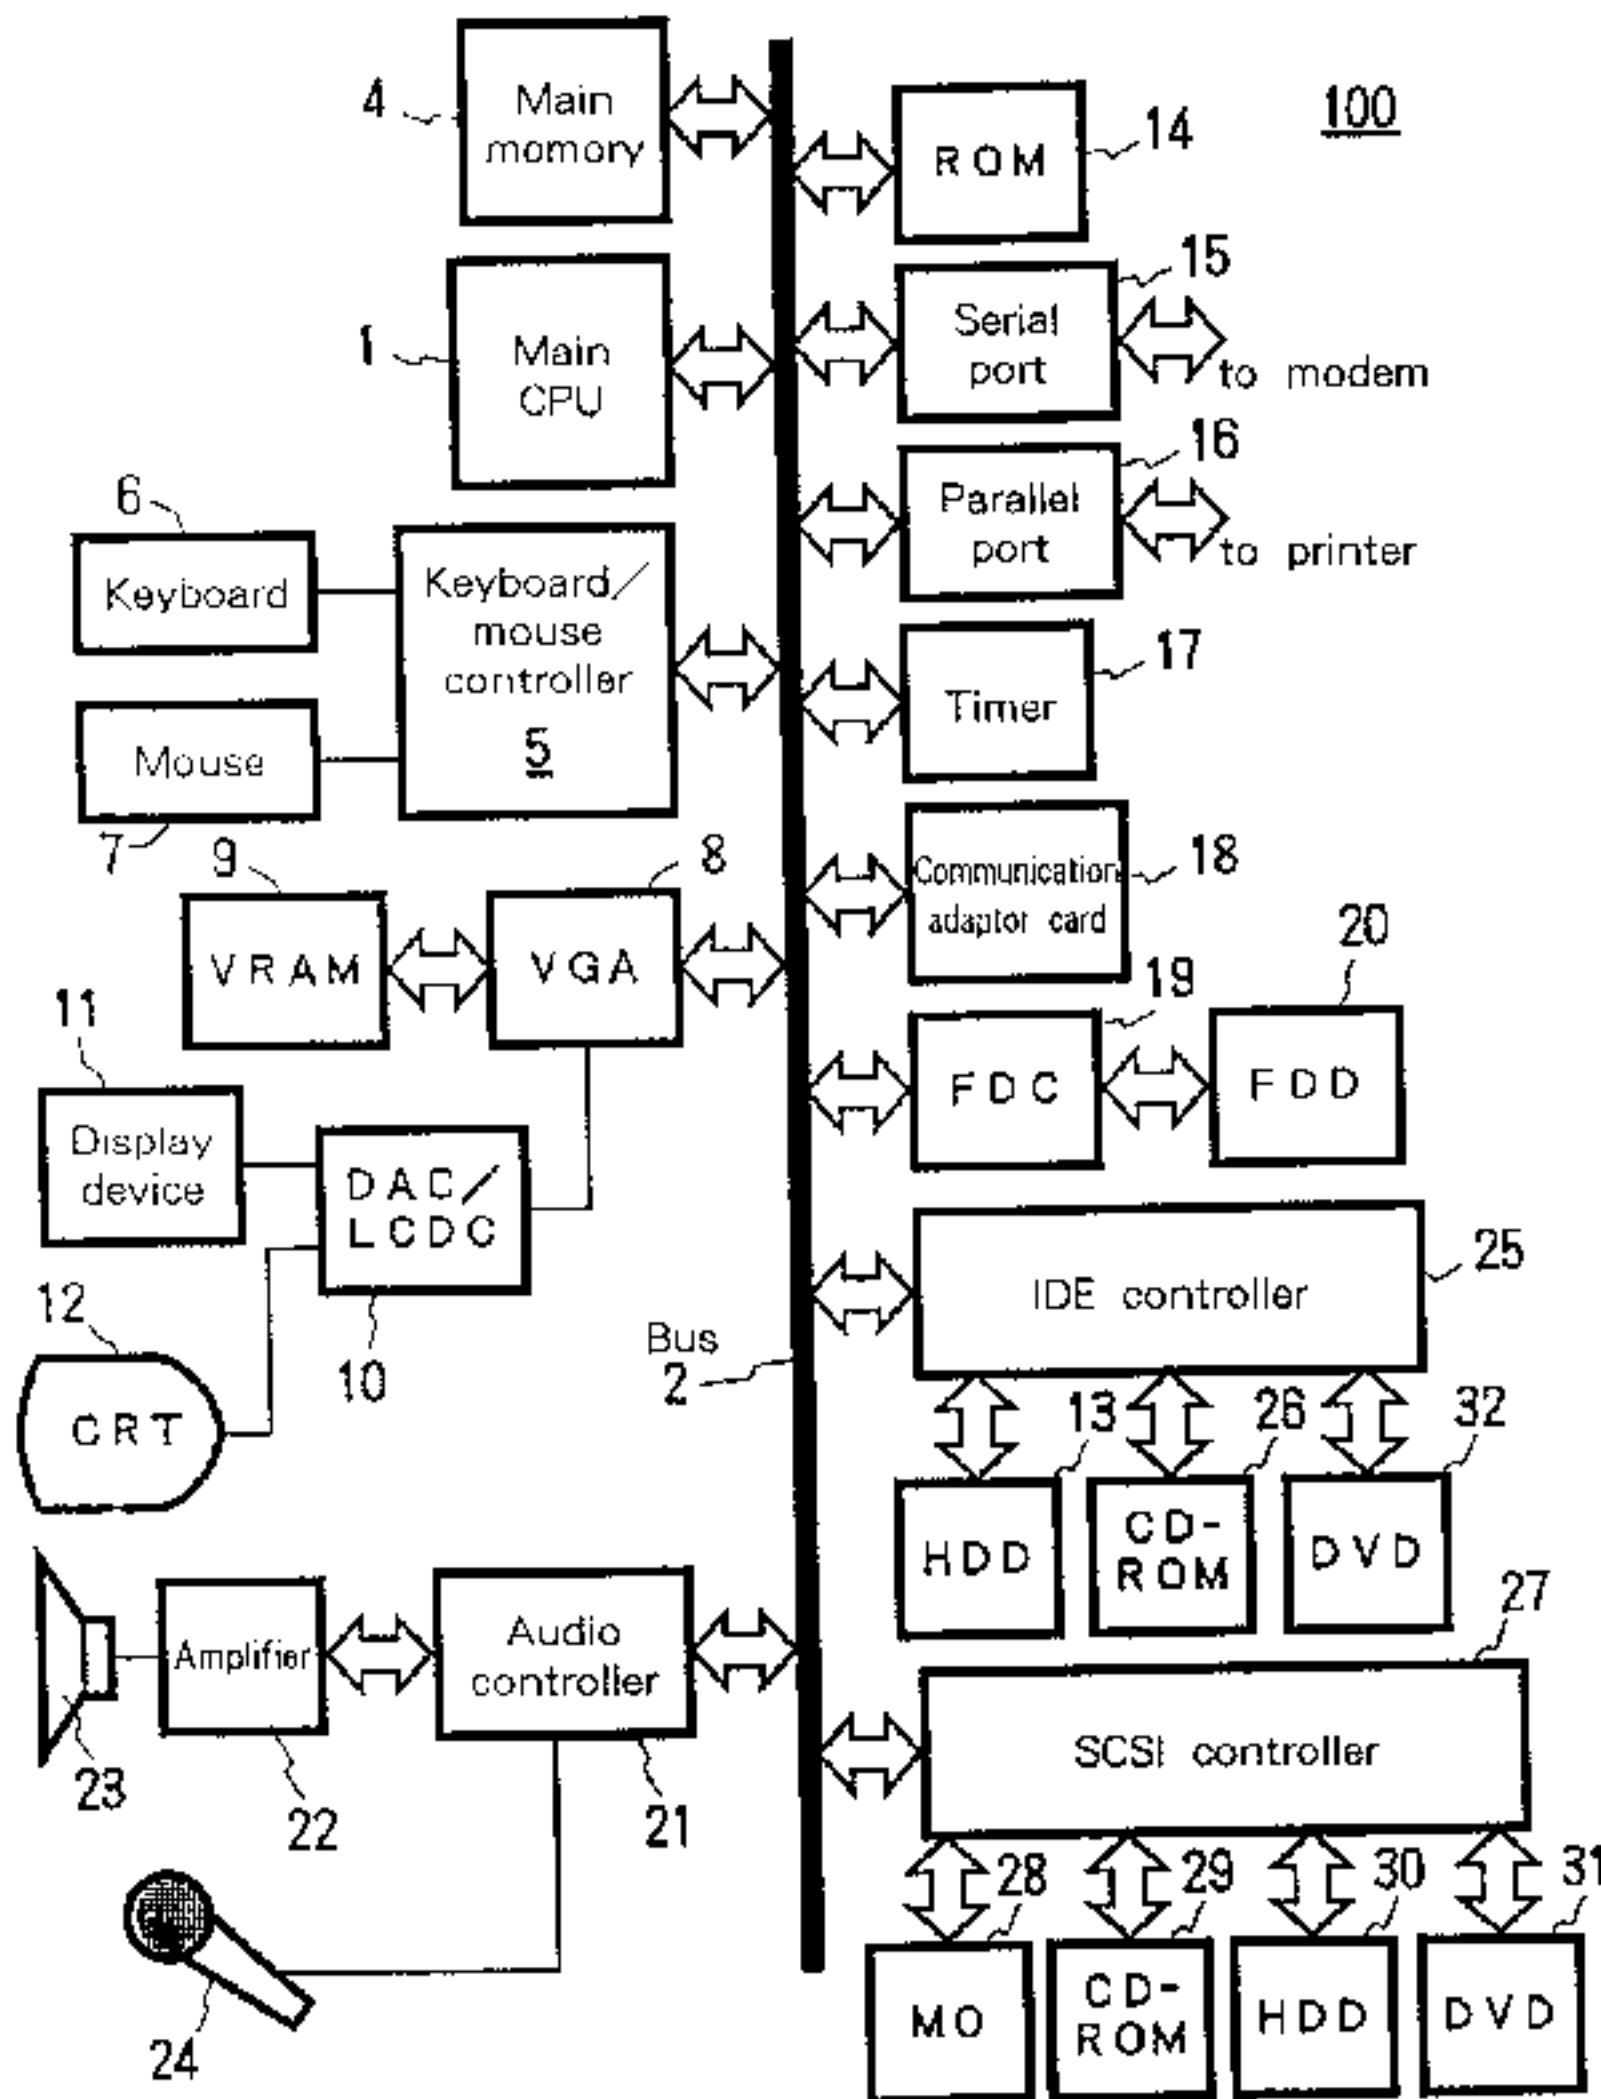 100
4
Main
momory
ROM
14
1
Main
CPU
15
Serial
port
to modem
16
Parallel
port
to printer
6
Keyboard
Keyboard/
mouse
controller
5
Mouse
7
Timer
17
Communication
adaptor card
18
9
VRAM
8
VGA
19
FDC
20
FDD
11
Display
device
DAC/
LCDC
10
12
CRT
Bus
2
IDE controller
25
13
HDD
26
CD-
ROM
32
DVD
23
Amplifier
22
Audio
controller
21
24
27
SCSI controller
28
MO
29
CD-
ROM
30
HDD
31
DVD